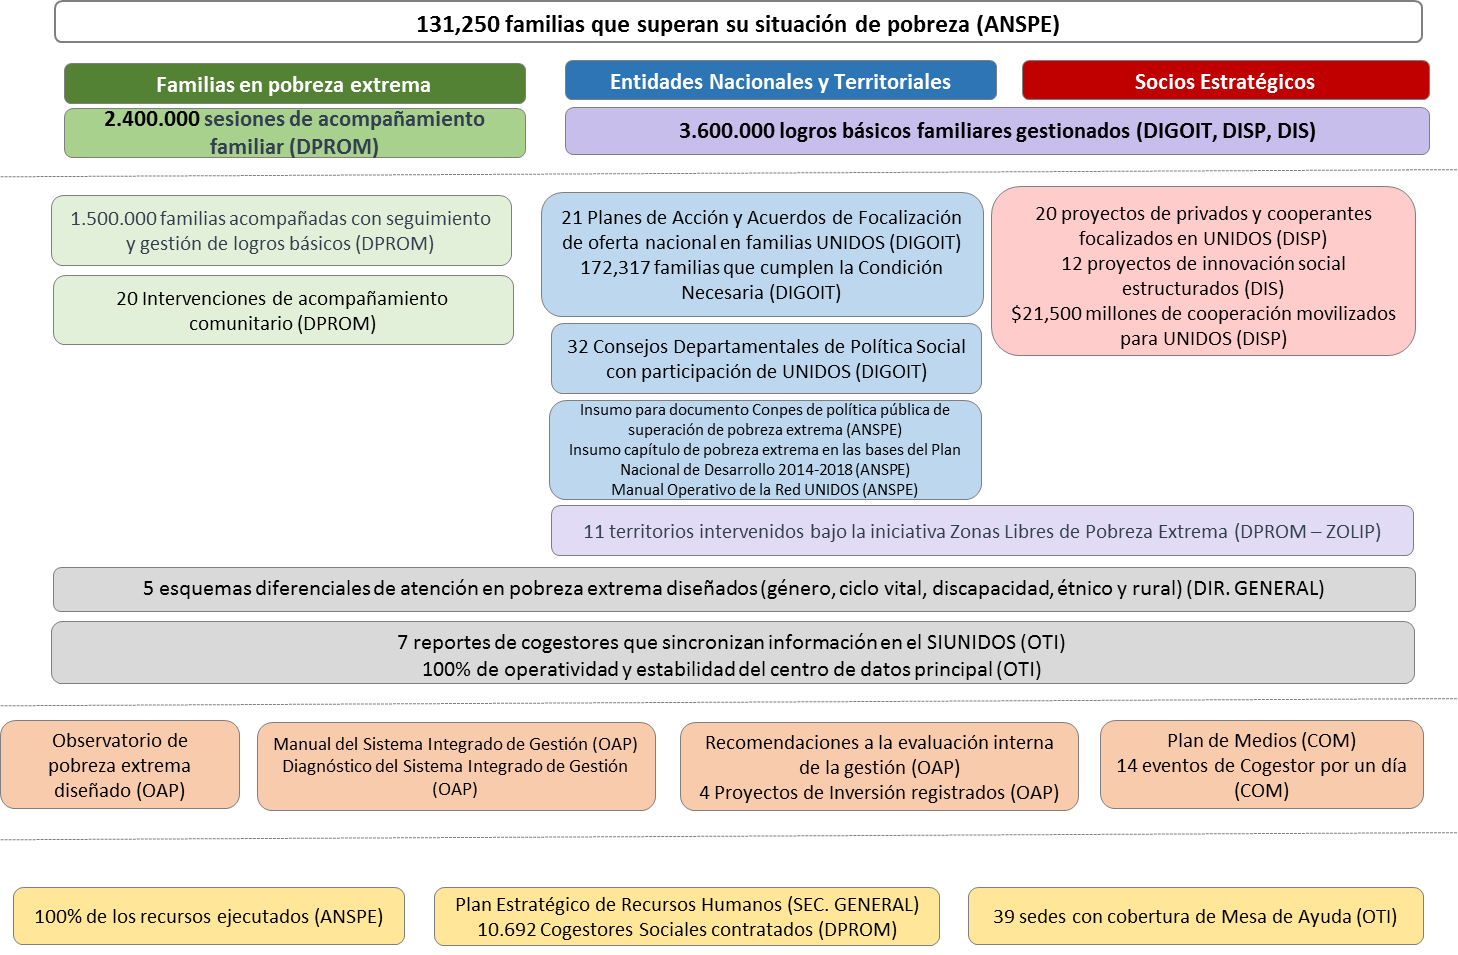 131,250 familias que superan su situación de pobreza (ANSPE)
Familias en pobreza extrema
Entidades Nacionales y Territoriales
Socios Estratégicos
2.400.000 sesiones de acompañamiento
familiar (DPROM)
3.600.000 logros básicos familiares gestionados (DIGOIT, DISP, DIS)
1.500.000 familias acompañadas con seguimiento
y gestión de logros básicos (DPROM)
20 Intervenciones de acompañamiento
comunitario (DPROM)
21 Planes de Acción y Acuerdos de Focalización
de oferta nacional en familias UNIDOS (DIGOIT)
172,317 familias que cumplen la Condición
Necesaria (DIGOIT)
20 proyectos de privados y cooperantes
focalizados en UNIDOS (DISP)
12 proyectos de innovación social
estructurados (DIS)
$21,500 millones de cooperación movilizados
para UNIDOS (DISP)
32 Consejos Departamentales de Política Social
con participación de UNIDOS (DIGOIT)
Insumo para documento Conpes de política pública de
superación de pobreza extrema (ANSPE)
Insumo capítulo de pobreza extrema en las bases del Plan
Nacional de Desarrollo 2014-2018 (ANSPE)
Manual Operativo de la Red UNIDOS (ANSPE)
11 territorios intervenidos bajo la iniciativa Zonas Libres de Pobreza Extrema (DPROM – ZOLIP)
5 esquemas diferenciales de atención en pobreza extrema diseñados (género, ciclo vital, discapacidad, étnico y rural) (DIR. GENERAL)
7 reportes de cogestores que sincronizan información en el SIUNIDOS (OTI)
100% de operatividad y estabilidad del centro de datos principal (OTI)
Observatorio de
pobreza extrema
diseñado (OAP)
Manual del Sistema Integrado de Gestión (OAP)
Diagnóstico del Sistema Integrado de Gestión
(OAP)
Recomendaciones a la evaluación interna
de la gestión (OAP)
4 Proyectos de Inversión registrados (OAP)
Plan de Medios (COM)
14 eventos de Cogestor por un día
(COM)
100% de los recursos ejecutados (ANSPE)
Plan Estratégico de Recursos Humanos (SEC. GENERAL)
10.692 Cogestores Sociales contratados (DPROM)
39 sedes con cobertura de Mesa de Ayuda (OTI)